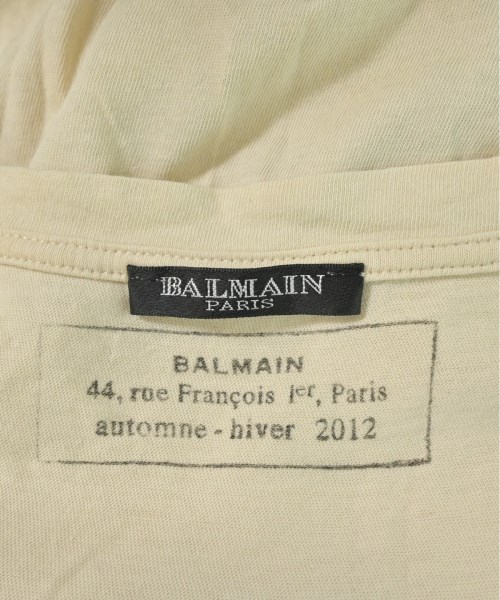 BALMAIN
PARIS
BALMAIN
44, rue François Ier, Paris
automne - hiver 2012